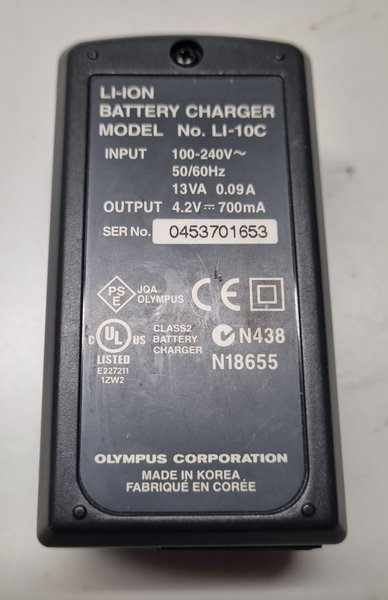 LI-ION
BATTERY CHARGER
MODEL No. LI-10C
INPUT 100-240V～
50/60Hz
13VA 0.09A
OUTPUT 4.2V⎓700mA
SER No. 0453701653
PS
E
JQA
OLYMPUS
CE
C UL US
LISTED
E227211
1ZW2
CLASS2
BATTERY
CHARGER
N438
N18655
OLYMPUS CORPORATION
MADE IN KOREA
FABRIQUÉ EN CORÉE